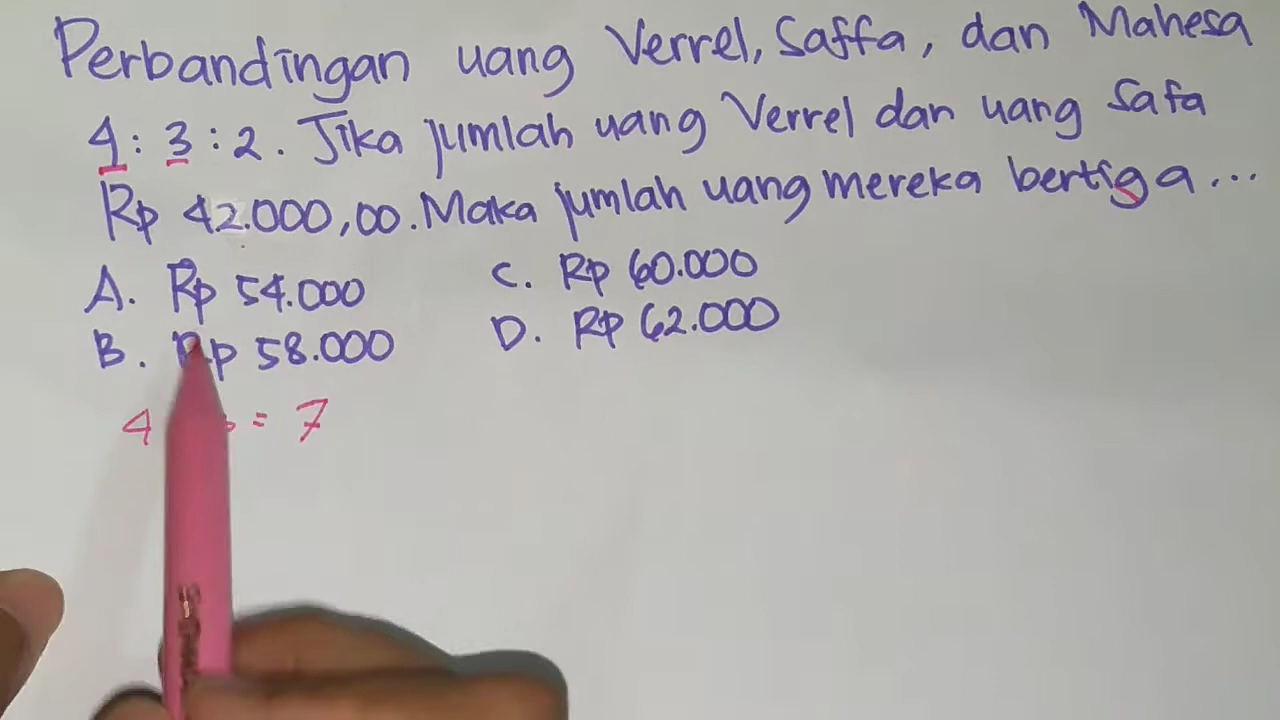 Perbandingan uang Verrel, Saffa, dan Mahesa
4 : 3 : 2. Jika jumlah uang Verrel dan uang Safa
Rp 42.000,00. Maka jumlah uang mereka bertiga ...
A. Rp 54.000
C. Rp 60.000
B. Rp 58.000
D. Rp 62.000
4 = 7